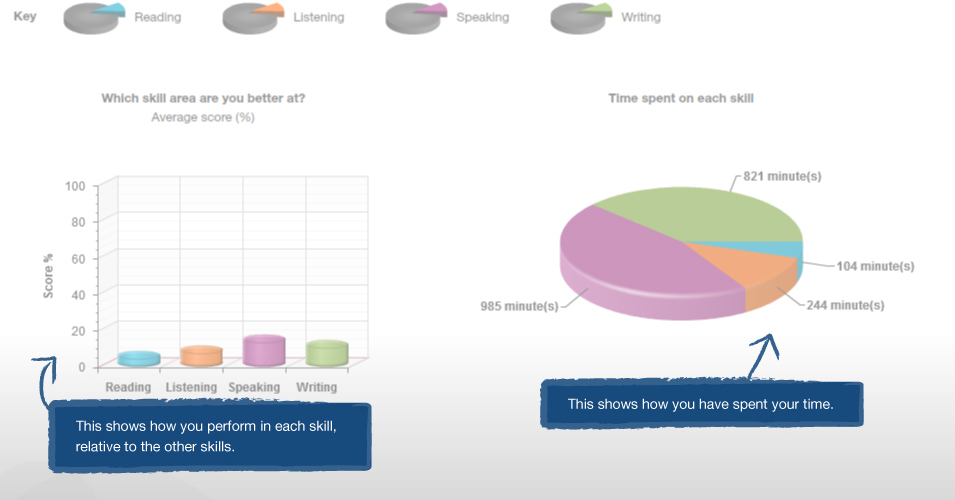 Key
Reading
Listening
Speaking
Writing
Which skill area are you better at?
Average score (%)
100
80
60
40
20
0
Score %
Reading
Listening
Speaking
Writing
This shows how you perform in each skill,
relative to the other skills.
Time spent on each skill
821 minute(s)
104 minute(s)
244 minute(s)
985 minute(s)
This shows how you have spent your time.